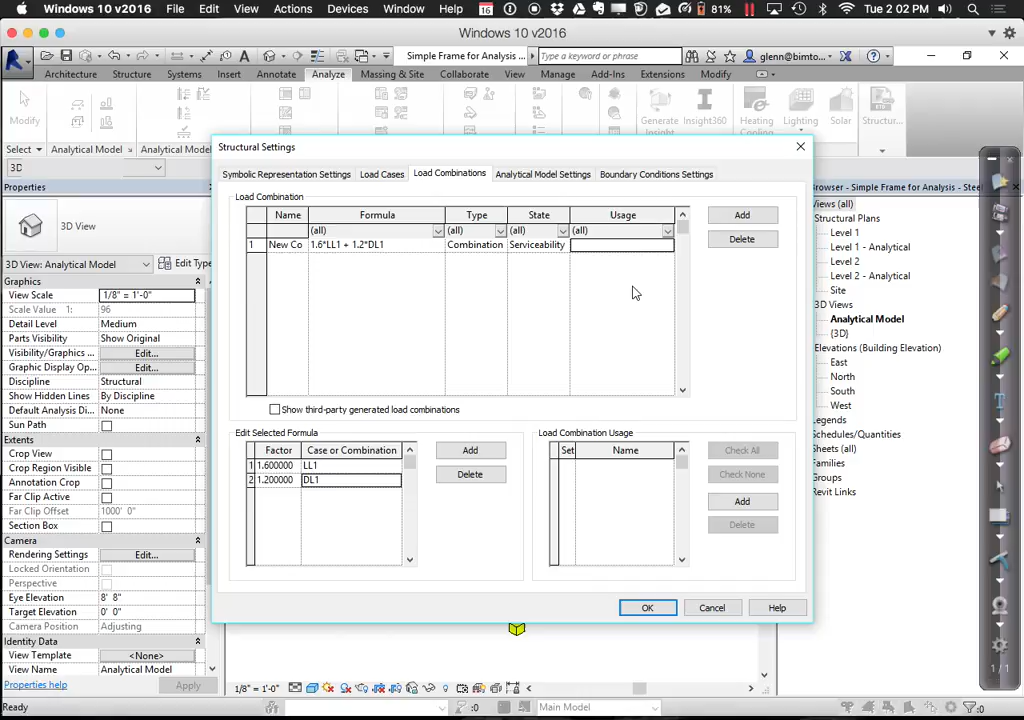 Windows 10 v2016 File Edit View Actions Devices Window Help 16 81% Tue 2 02 PM
Windows 10 v2016
Simple Frame for Analysis ... Type a keyword or phrase glenn@bimto...
Architecture Structure Systems Insert Annotate Analyze Massing & Site Collaborate View Manage Add-Ins Extensions Modify
Modify Generate Insight Insight360 Heating Cooling Lighting Solar Structur...
Select Analytical Model Analytical Model
3D
Structural Settings
Properties
Browser - Simple Frame for Analysis - Steel
3D View
3D View: Analytical Model Edit Type
Graphics
View Scale 1/8" = 1'-0"
Scale Value 1: 96
Detail Level Medium
Parts Visibility Show Original
Visibility/Graphics ... Edit...
Graphic Display Op... Edit...
Discipline Structural
Show Hidden Lines By Discipline
Default Analysis Di... None
Sun Path
Extents
Crop View
Crop Region Visible
Annotation Crop
Far Clip Active
Far Clip Offset 1000' 0"
Section Box
Camera
Rendering Settings Edit...
Locked Orientation
Perspective
Eye Elevation 8' 8"
Target Elevation 0' 0"
Camera Position Adjusting
Identity Data
View Template <None>
View Name Analytical Model
Properties help Apply
Symbolic Representation Settings Load Cases Load Combinations Analytical Model Settings Boundary Conditions Settings
Load Combination
Name Formula Type State Usage
(all) (all) (all) (all)
1 New Co 1.6*LL1 + 1.2*DL1 Combination Serviceability
Add
Delete
Show third-party generated load combinations
Edit Selected Formula
Factor Case or Combination
1 1.600000 LL1
2 1.200000 DL1
Add
Delete
Load Combination Usage
Set Name
Check All
Check None
Add
Delete
OK Cancel Help
Views (all)
Structural Plans
Level 1
Level 1 - Analytical
Level 2
Level 2 - Analytical
Site
3D Views
Analytical Model
{3D}
Elevations (Building Elevation)
East
North
South
West
Legends
Schedules/Quantities
Sheets (all)
Families
Groups
Revit Links
1 / 1
1/8" = 1'-0"
Ready :0 Main Model :0